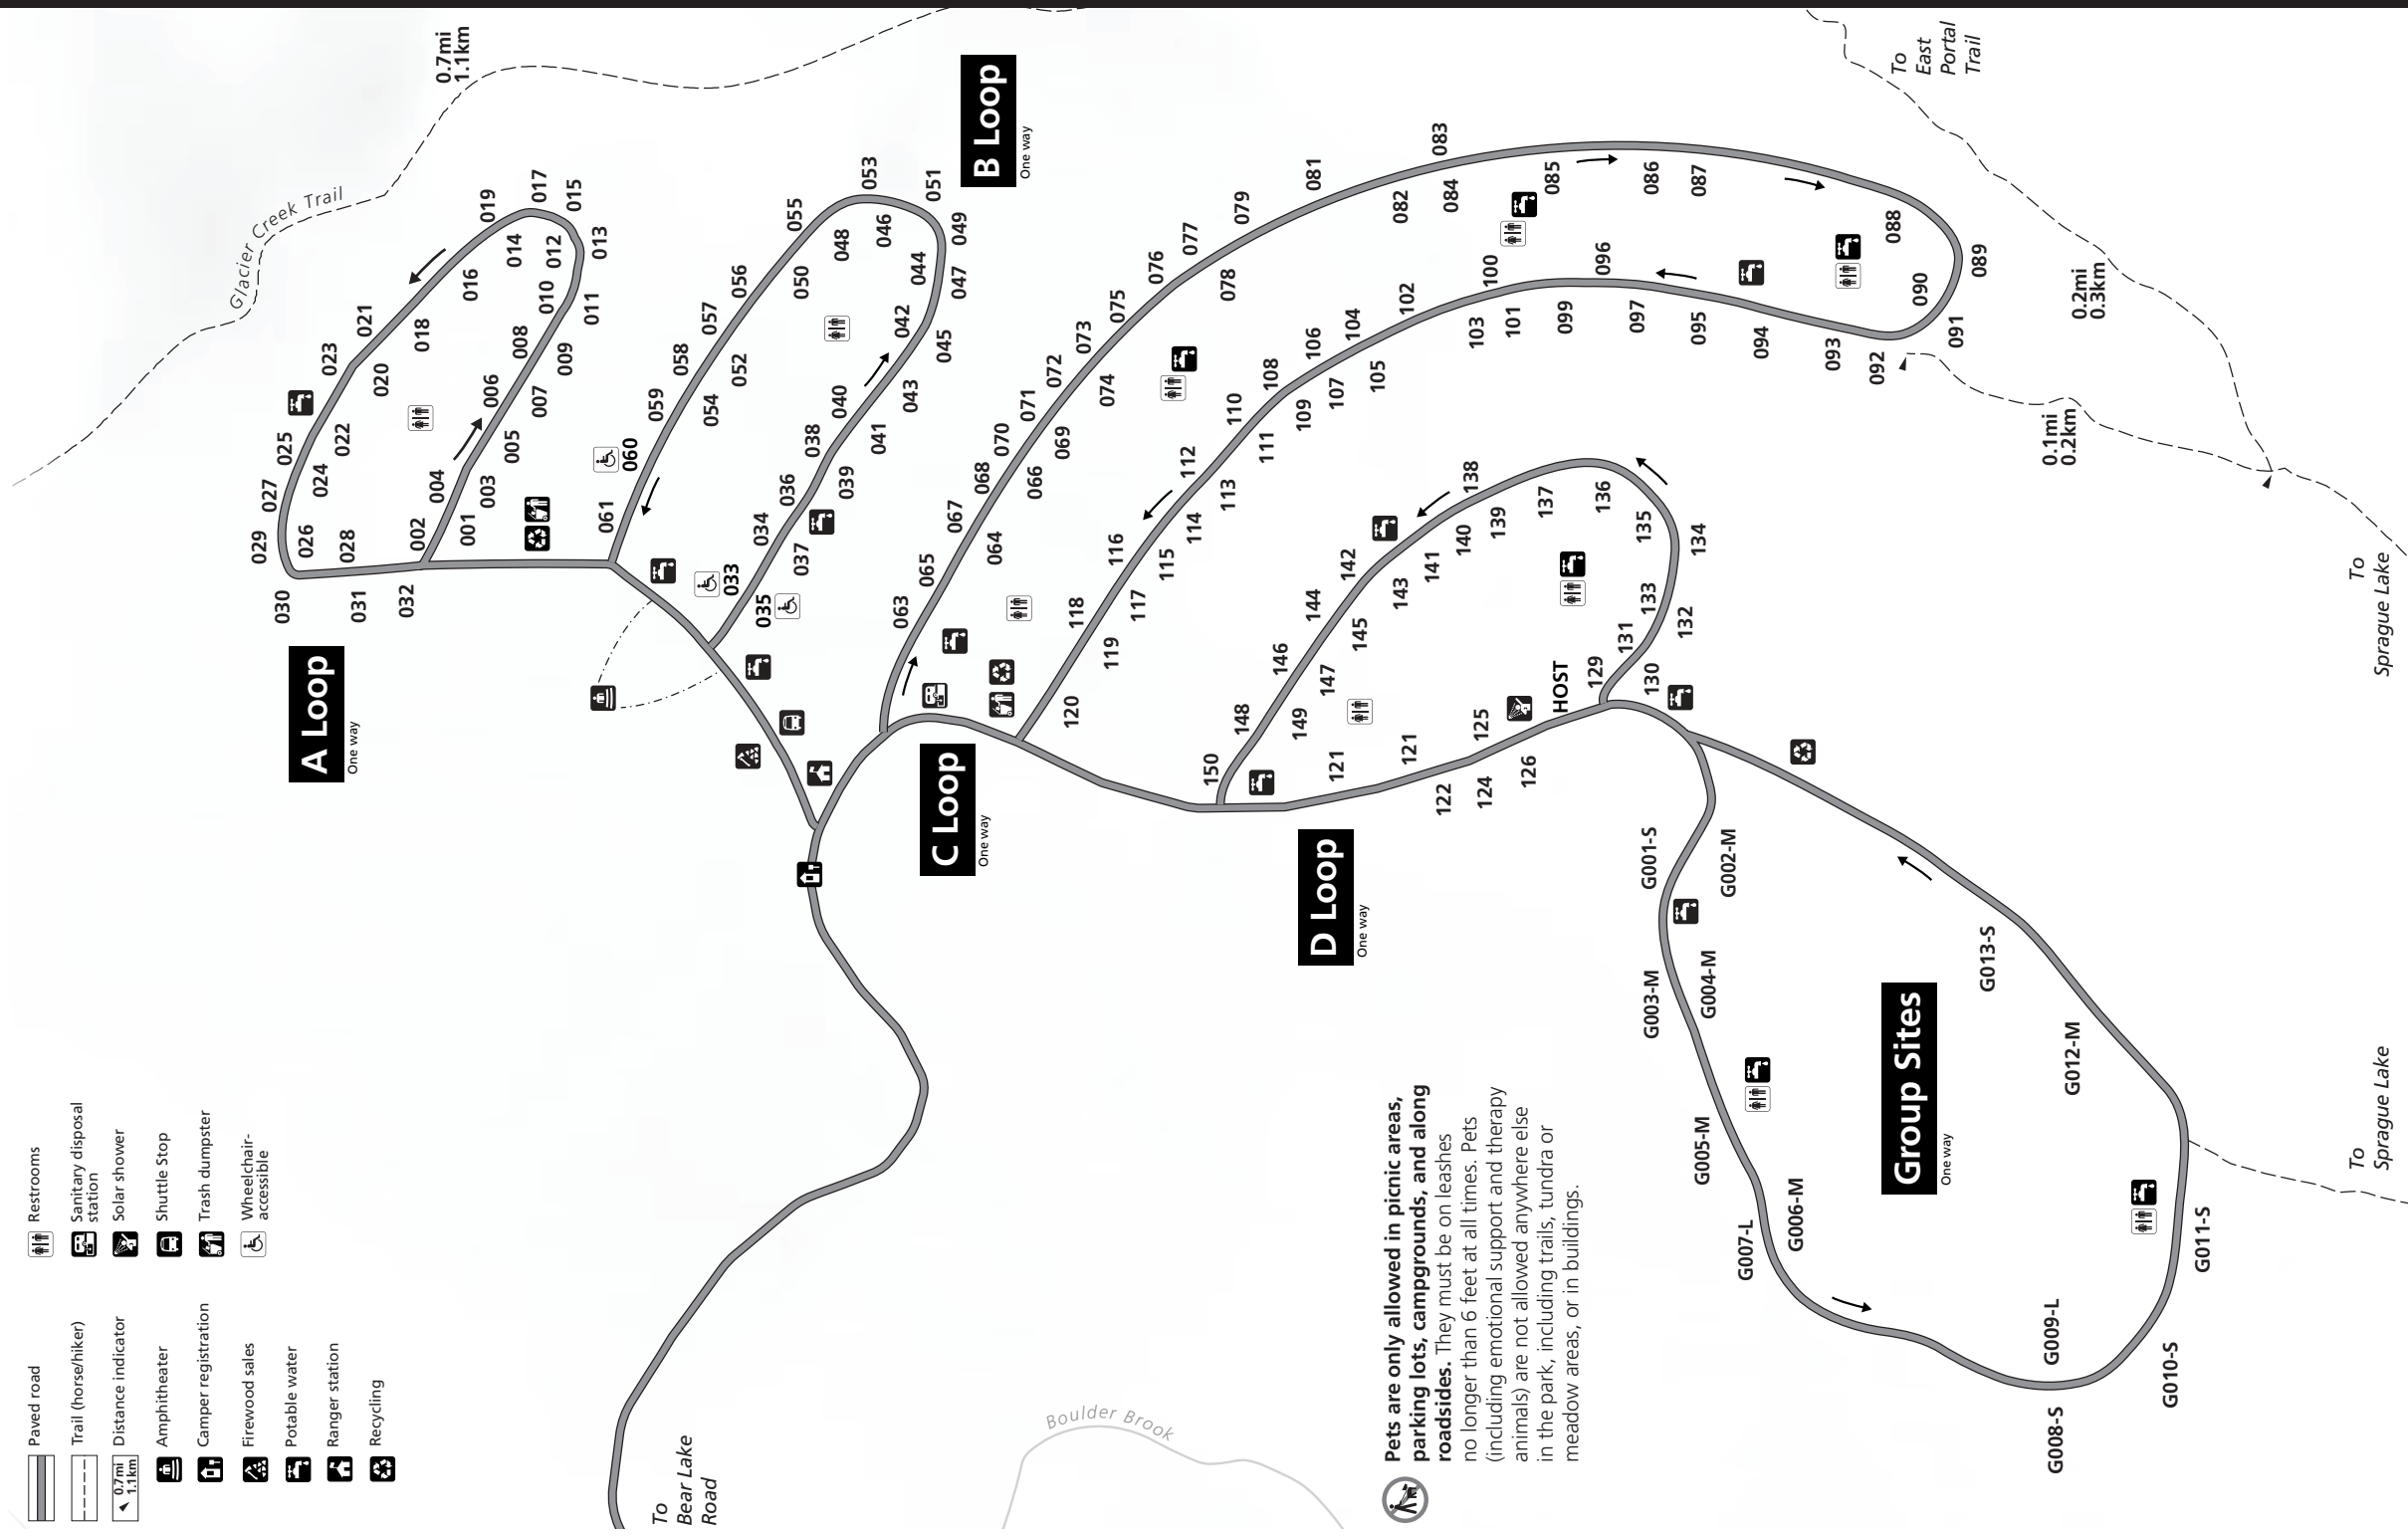 Paved road
Trail (horse/hiker)
0.7mi
1.1km
Distance indicator
Amphitheater
Camper registration
Firewood sales
Potable water
Ranger station
Recycling
Restrooms
Sanitary disposal
station
Solar shower
Shuttle Stop
Trash dumpster
Wheelchair-
accessible
Glacier Creek Trail
0.7mi
1.1km
A Loop
One way
001
002
003
004
005
006
007
008
009
010
011
012
013
014
015
016
017
018
019
020
021
022
023
024
025
026
027
028
029
030
031
032
B Loop
One way
033
034
035
036
037
038
039
040
041
042
043
044
045
046
047
048
049
050
051
052
053
054
055
056
057
058
059
060
061
C Loop
One way
063
064
065
066
067
068
069
070
071
072
073
074
075
076
077
078
079
081
082
083
084
085
086
087
088
089
090
091
092
093
094
095
096
097
099
100
101
102
103
104
105
106
107
108
109
110
111
112
113
114
115
116
117
118
119
120
D Loop
One way
121
121
122
124
125
126
HOST
129
130
131
132
133
134
135
136
137
138
139
140
141
142
143
144
145
146
147
148
149
150
Group Sites
One way
G001-S
G002-M
G003-M
G004-M
G005-M
G006-M
G007-L
G008-S
G009-L
G010-S
G011-S
G012-M
G013-S
To
East
Portal
Trail
0.2mi
0.3km
0.1mi
0.2km
To
Sprague Lake
To
Sprague Lake
To
Bear Lake
Road
Boulder Brook
Pets are only allowed in picnic areas,
parking lots, campgrounds, and along
roadsides. They must be on leashes
no longer than 6 feet at all times. Pets
(including emotional support and therapy
animals) are not allowed anywhere else
in the park, including trails, tundra or
meadow areas, or in buildings.